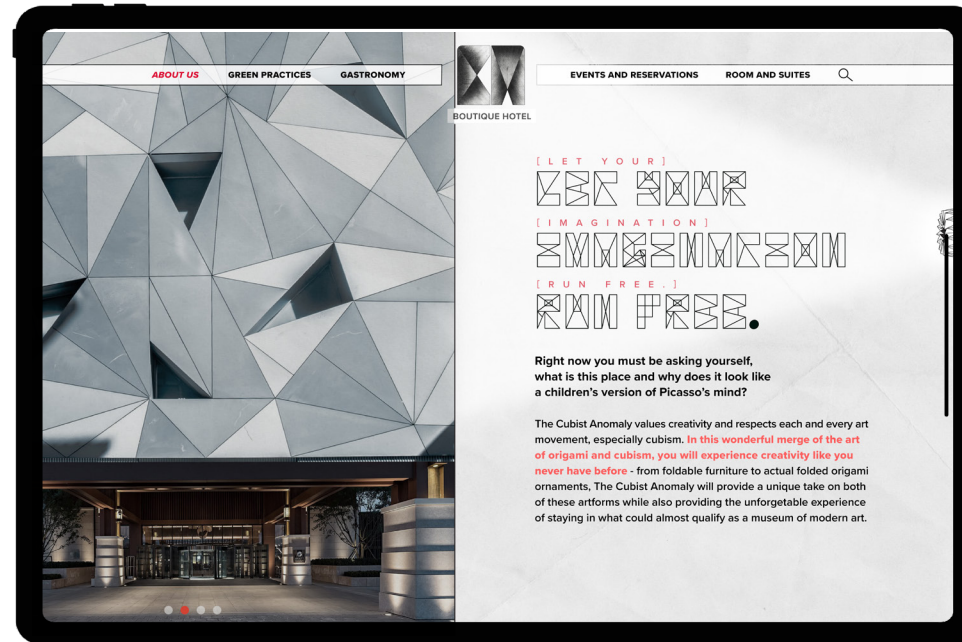 ABOUT US GREEN PRACTICES GASTRONOMY
BOUTIQUE HOTEL
EVENTS AND RESERVATIONS ROOM AND SUITES
[LET YOUR]
LET YOUR
[IMAGINATION]
IMAGINATION
[RUN FREE.]
RUN FREE.
Right now you must be asking yourself,
what is this place and why does it look like
a children's version of Picasso's mind?
The Cubist Anomaly values creativity and respects each and every art
movement, especially cubism. In this wonderful merge of the art
of origami and cubism, you will experience creativity like you
never have before - from foldable furniture to actual folded origami
ornaments, The Cubist Anomaly will provide a unique take on both
of these artforms while also providing the unforgetable experience
of staying in what could almost qualify as a museum of modern art.